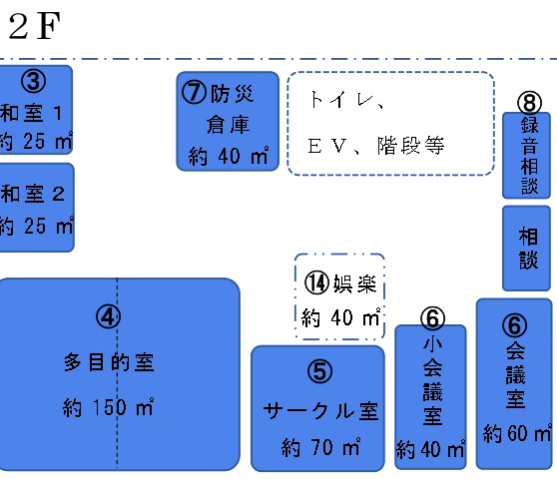 ２F
③
和室１
約 25 ㎡
和室２
約 25 ㎡
⑦防災
倉庫
約 40 ㎡
トイレ、
ＥＶ、階段等
⑧
録音相談
相談
④
多目的室
約 150 ㎡
⑭娯楽
約 40 ㎡
⑤
サークル室
約 70 ㎡
⑥
小会議室
約 40 ㎡
⑥
会議室
約 60 ㎡